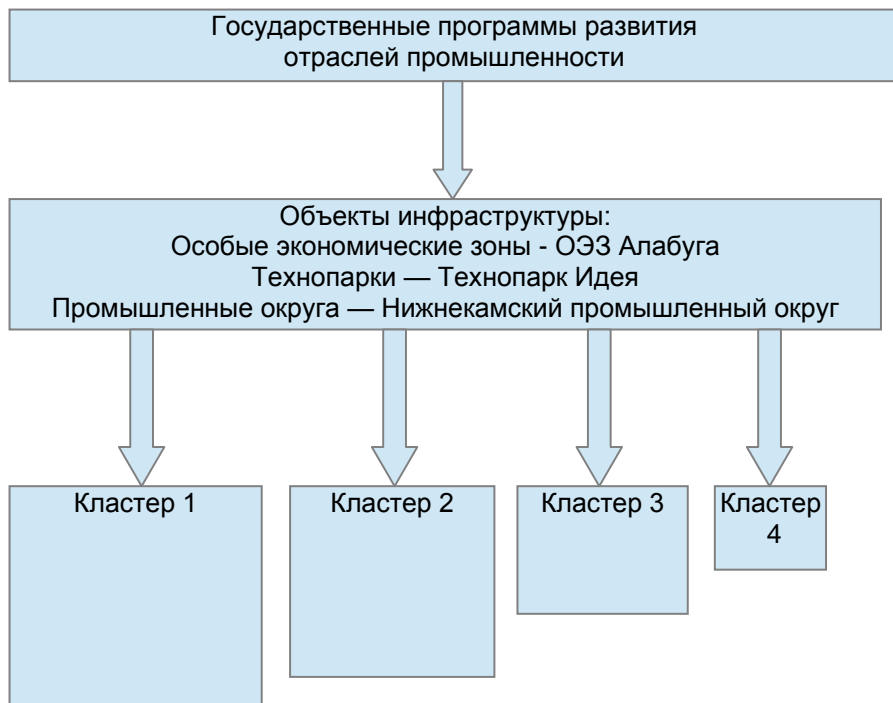 Государственные программы развития
отраслей промышленности
Объекты инфраструктуры:
Особые экономические зоны - ОЭЗ Алабуга
Технопарки — Технопарк Идея
Промышленные округа — Нижнекамский промышленный округ
Кластер 1
Кластер 2
Кластер 3
Кластер
4